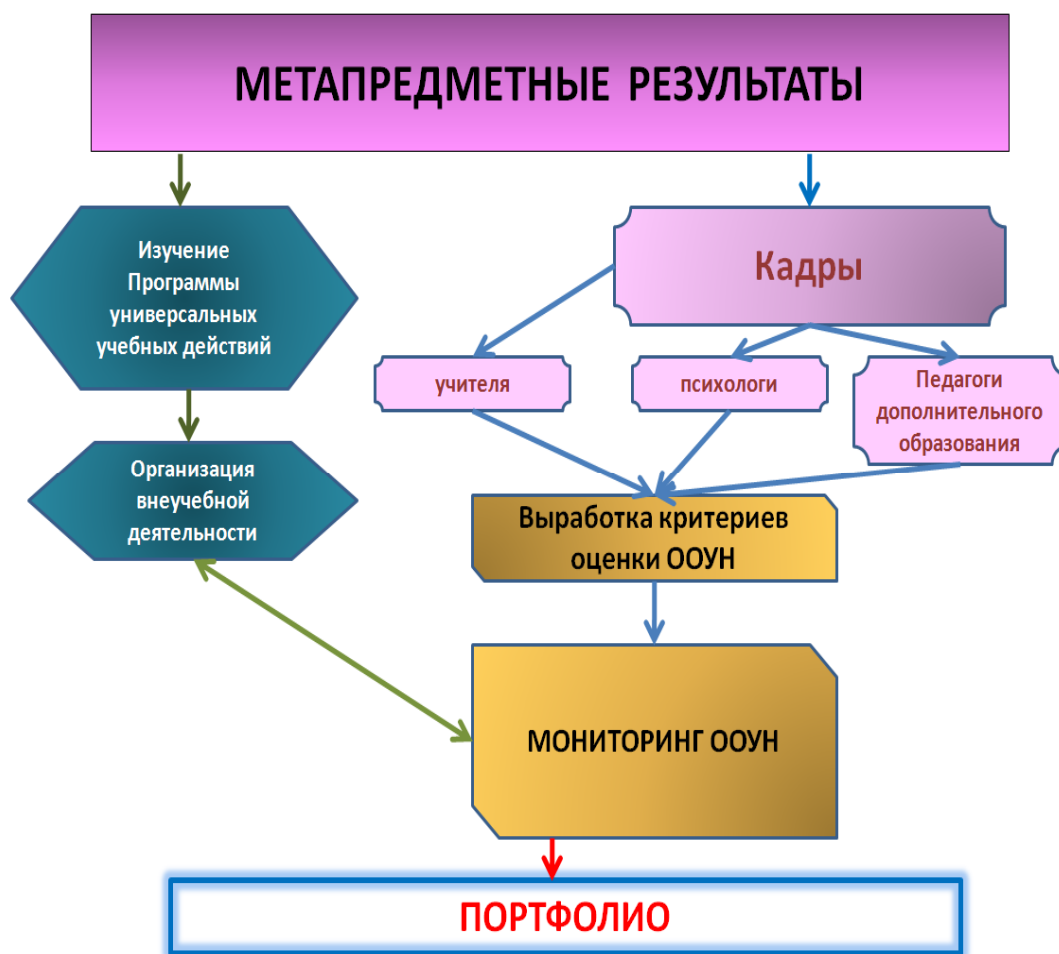 МЕТАПРЕДМЕТНЫЕ РЕЗУЛЬТАТЫ
Изучение
Программы
универсальных
учебных действий
Кадры
учителя
психологи
Педагоги
дополнительного
образования
Организация
внеучебной
деятельности
Выработка критериев
оценки ООУН
МОНИТОРИНГ ООУН
ПОРТФОЛИО